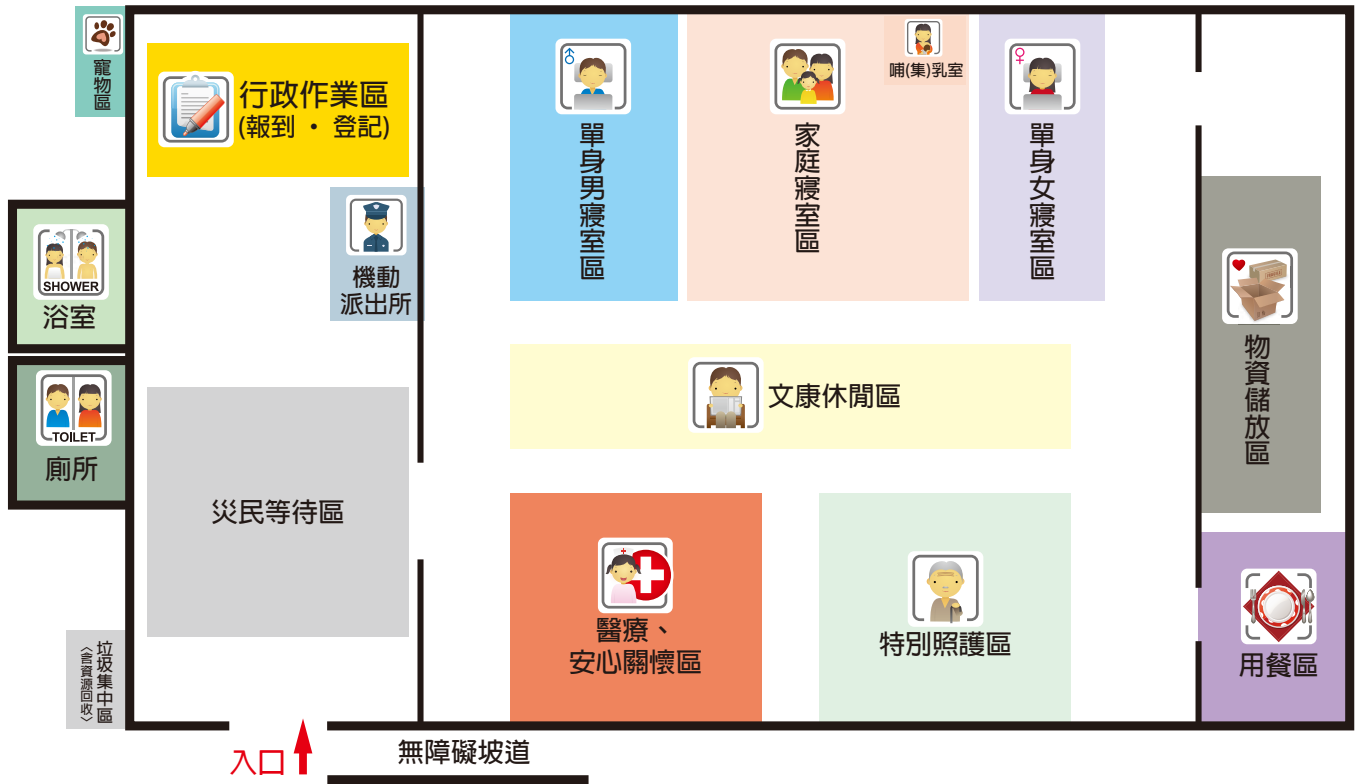 寵物區
行政作業區
(報到 · 登記)
機動
派出所
單身男寢室區
家庭寢室區
哺(集)乳室
單身女寢室區
SHOWER
浴室
TOILET
廁所
文康休閒區
物資儲放區
災民等待區
醫療、
安心關懷區
特別照護區
用餐區
垃圾集中區
〈含資源回收〉
入口
無障礙坡道